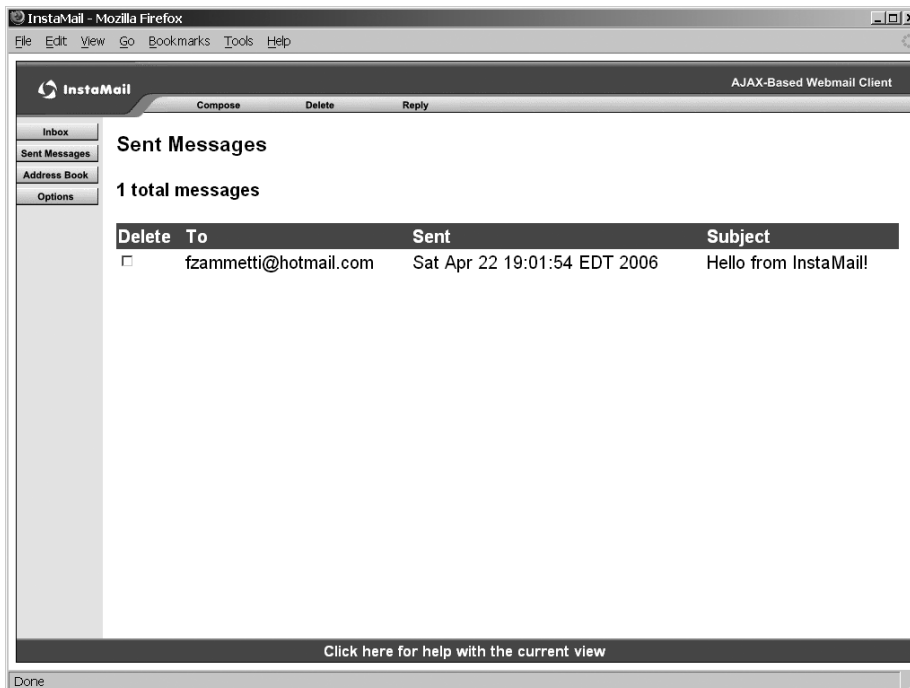 InstaMail - Mozilla Firefox
File Edit View Go Bookmarks Tools Help
InstaMail
AJAX-Based Webmail Client
Compose Delete Reply
Inbox
Sent Messages
Address Book
Options
Sent Messages
1 total messages
Delete To Sent Subject
fzammetti@hotmail.com Sat Apr 22 19:01:54 EDT 2006 Hello from InstaMail!
Click here for help with the current view
Done